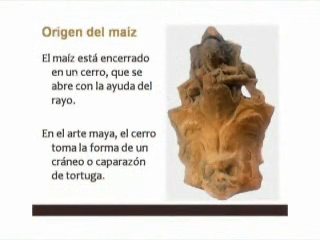 Origen del maíz
El maíz está encerrado
en un cerro, que se
abre con la ayuda del
rayo.
En el arte maya, el cerro
toma la forma de un
cráneo o caparazón
de tortuga.